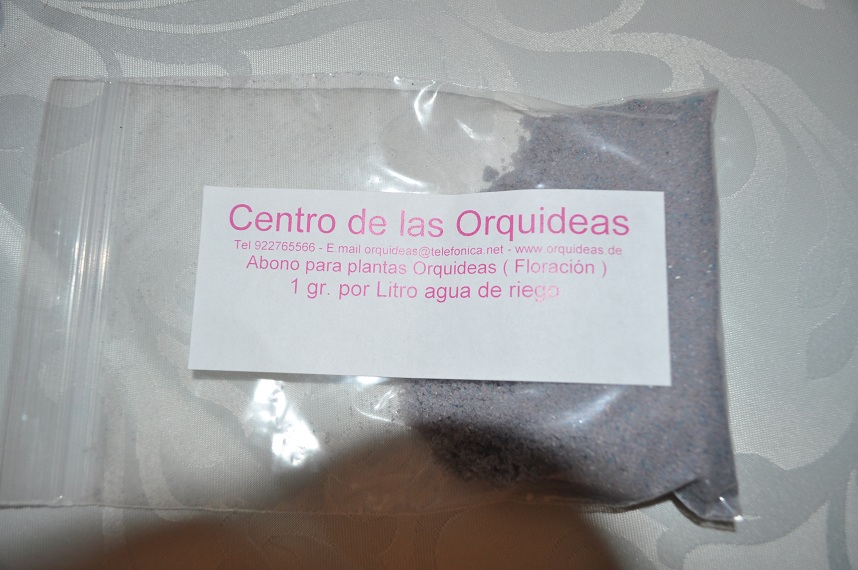 Centro de las Orquideas
Tel 922765566 - E.mail orquideas@telefonica.net - www.orquideas.de
Abono para plantas Orquideas ( Floración )
1 gr. por Litro agua de riego